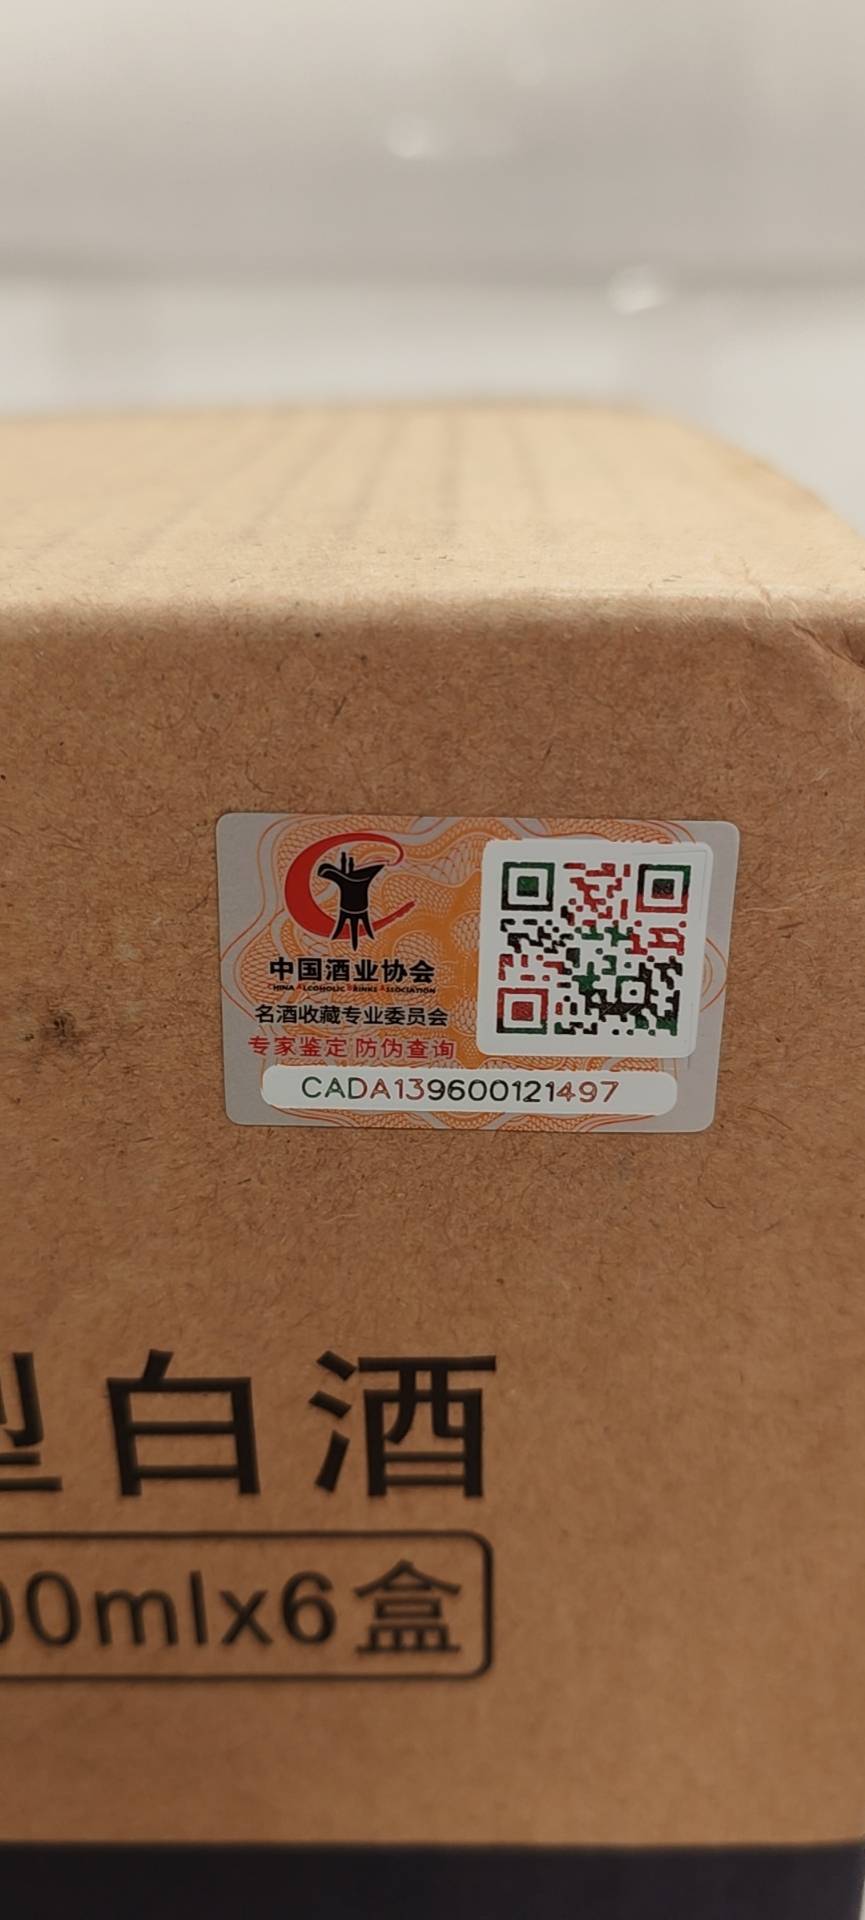 中国酒业协会
CHINA ALCOHOLIC DRINKS ASSOCIATION
名酒收藏专业委员会
专家鉴定 防伪查询
CADA139600121497
型白酒
00mlx6盒